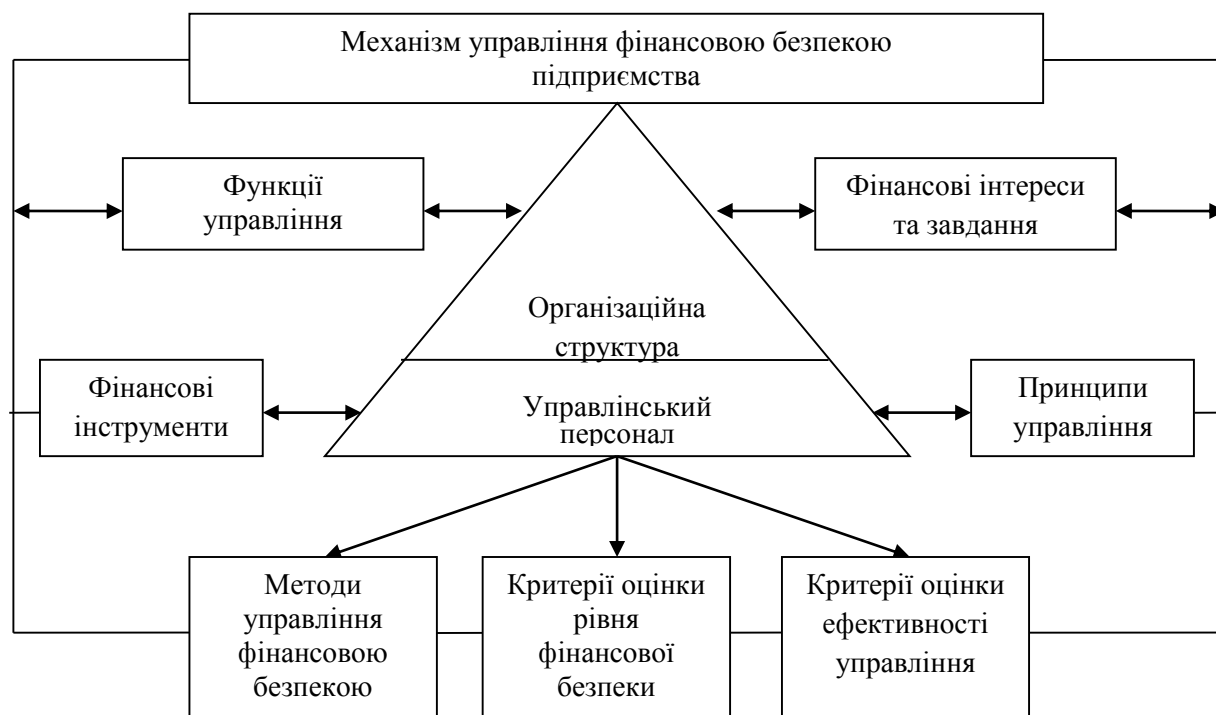 Механізм управління фінансовою безпекою
підприємства
Функції
управління
Фінансові інтереси
та завдання
Організаційна
структура
Фінансові
інструменти
Управлінський
персонал
Принципи
управління
Методи
управління
фінансовою
безпекою
Критерії оцінки
рівня
фінансової
безпеки
Критерії оцінки
ефективності
управління